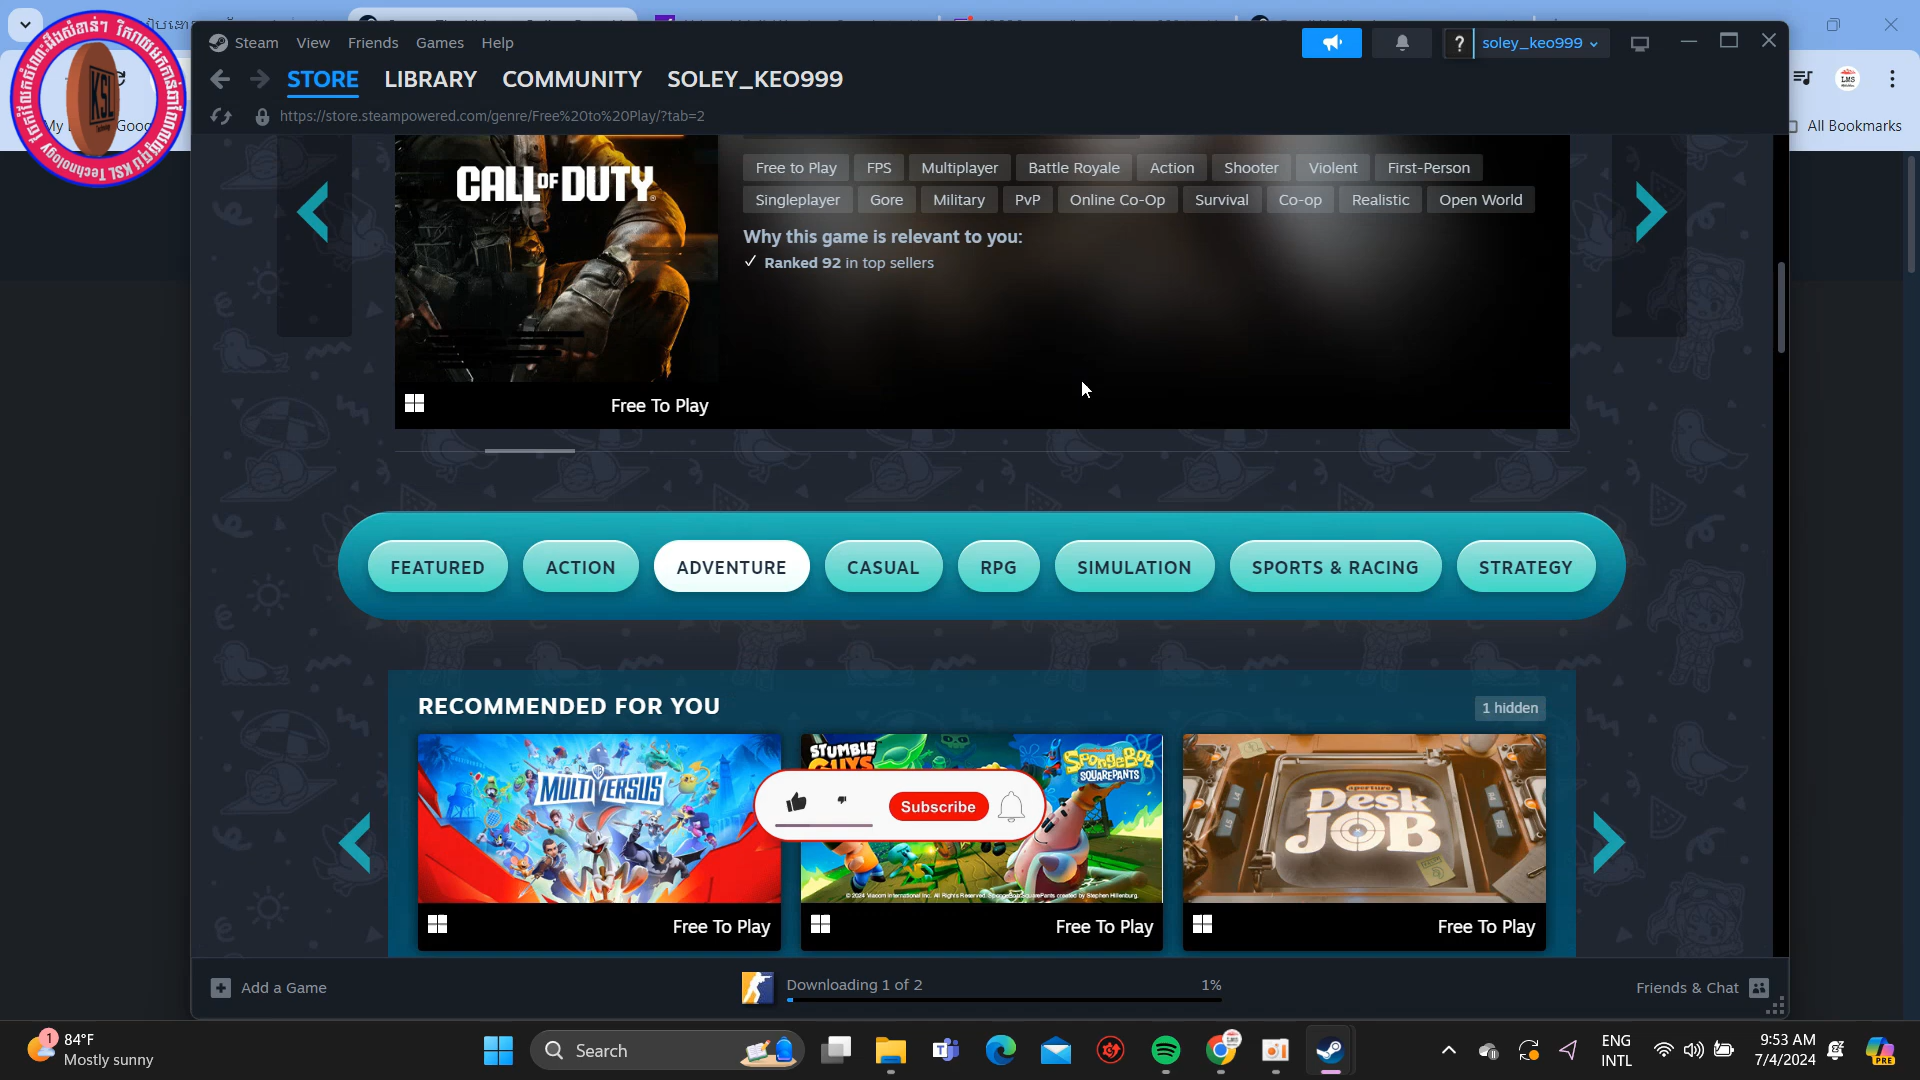 Steam View Friends Games Help
soley_keo999
STORE LIBRARY COMMUNITY SOLEY_KEO999
https://store.steampowered.com/genre/Free%20to%20Play/?tab=2
All Bookmarks
KSL
CALL OF DUTY
Free to Play FPS Multiplayer Battle Royale Action Shooter Violent First-Person
Singleplayer Gore Military PvP Online Co-Op Survival Co-op Realistic Open World
Why this game is relevant to you:
Ranked 92 in top sellers
Free To Play
FEATURED ACTION ADVENTURE CASUAL RPG SIMULATION SPORTS & RACING STRATEGY
RECOMMENDED FOR YOU
1 hidden
MULTIVERSUS
STUMBLE GUYS
SPONGEBOB SQUAREPANTS
aperture
Desk JOB
Subscribe
Free To Play
Free To Play
Free To Play
Add a Game
Downloading 1 of 2
1%
Friends & Chat
84°F
Mostly sunny
Search
ENG
INTL
9:53 AM
7/4/2024